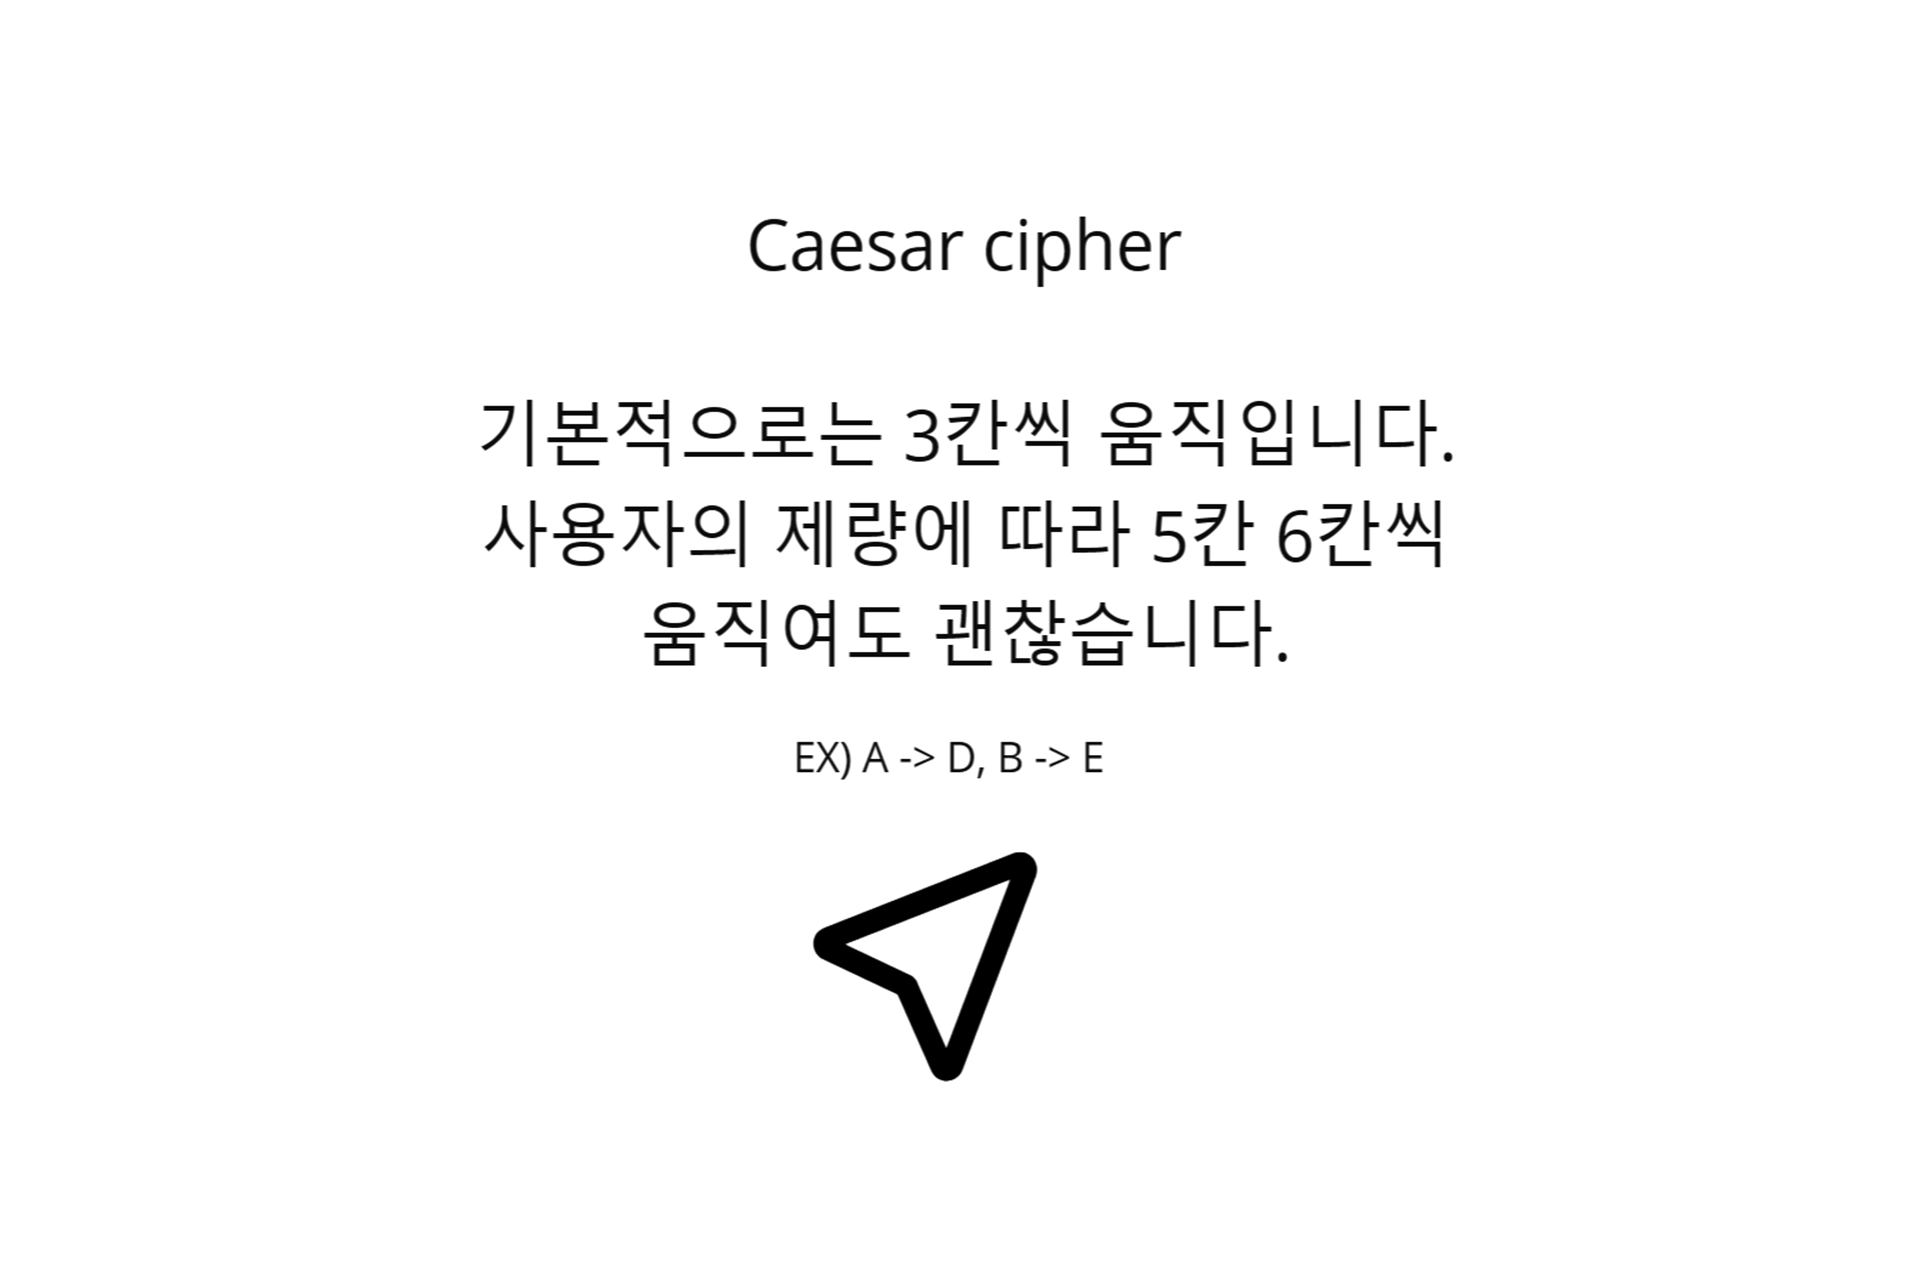 Caesar cipher
기본적으로는 3칸씩 움직입니다.
사용자의 제량에 따라 5칸 6칸씩
움직여도 괜찮습니다.
EX) A -> D, B -> E